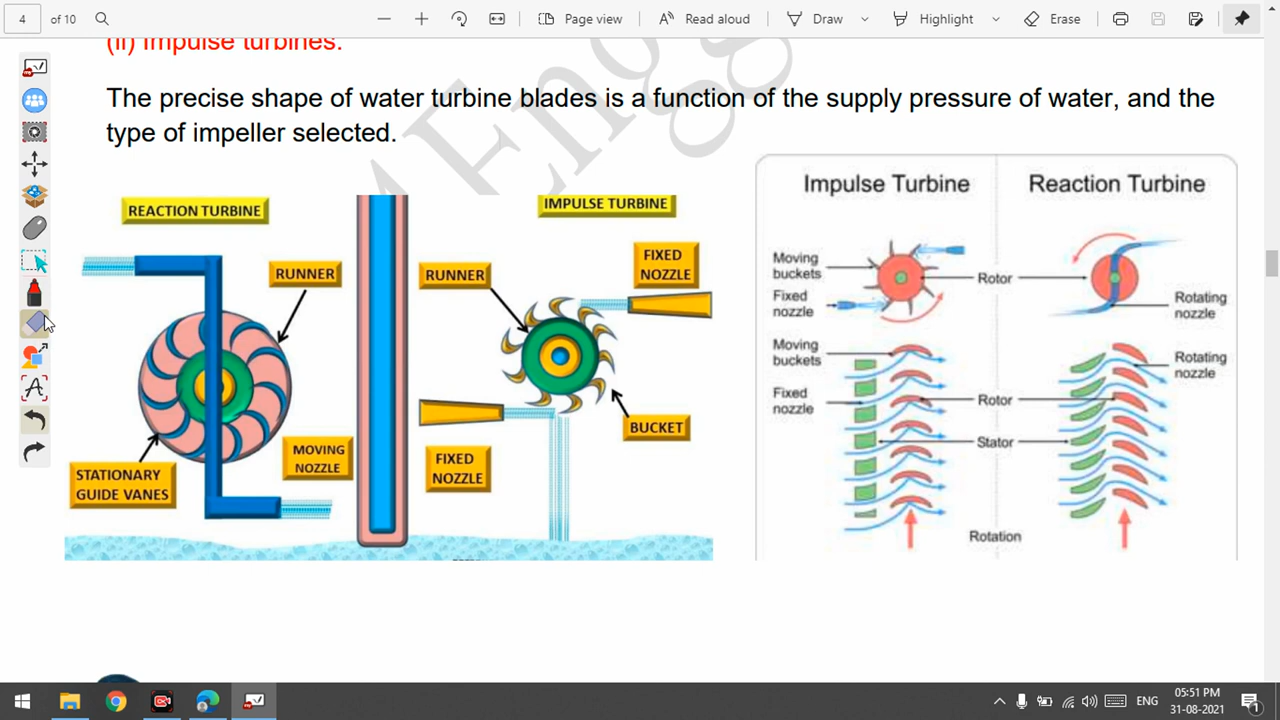 4 of 10 Page view Read aloud Draw Highlight Erase
(ii) Impulse turbines:
The precise shape of water turbine blades is a function of the supply pressure of water, and the
type of impeller selected.
REACTION TURBINE
RUNNER
STATIONARY
GUIDE VANES
MOVING
NOZZLE
IMPULSE TURBINE
RUNNER
FIXED
NOZZLE
FIXED
NOZZLE
BUCKET
Impulse Turbine Reaction Turbine
Moving
buckets
Fixed
nozzle
Rotor
Rotating
nozzle
Moving
buckets
Fixed
nozzle
Rotor
Stator
Rotating
nozzle
Rotation
Engg
ENG
05:51 PM
31-08-2021
1